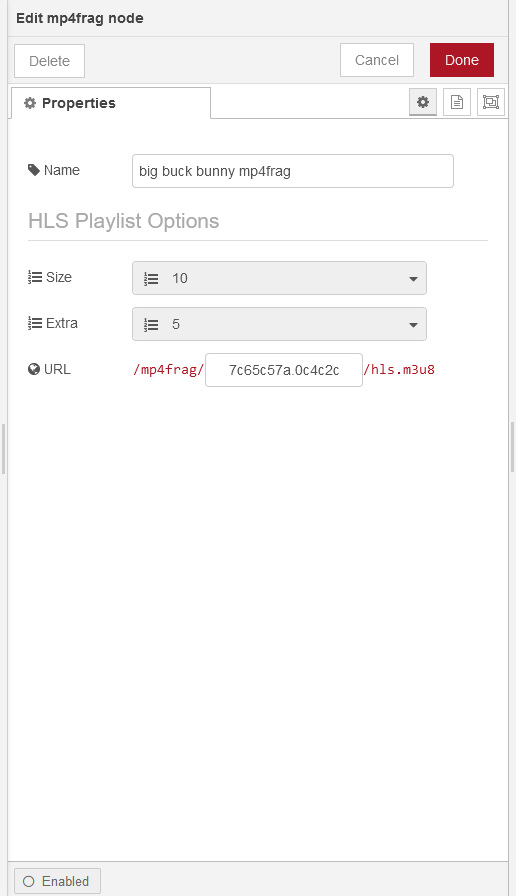 Edit mp4frag node
Delete
Cancel
Done
Properties
Name
big buck bunny mp4frag
HLS Playlist Options
Size
10
Extra
5
URL
/mp4frag/
7c65c57a.0c4c2c
/hls.m3u8
Enabled